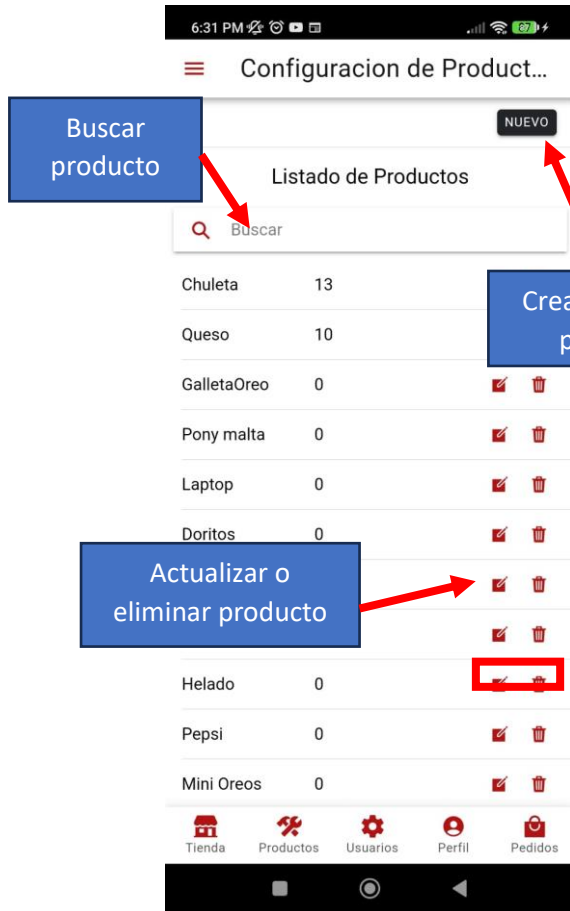 6:31 PM
67
Configuracion de Product...
NUEVO
Buscar
producto
Listado de Productos
Buscar
Chuleta 13
Queso 10
Crea
p
GalletaOreo 0
Pony malta 0
Laptop 0
Doritos 0
Actualizar o
eliminar producto
Helado 0
Pepsi 0
Mini Oreos 0
Tienda Productos Usuarios Perfil Pedidos